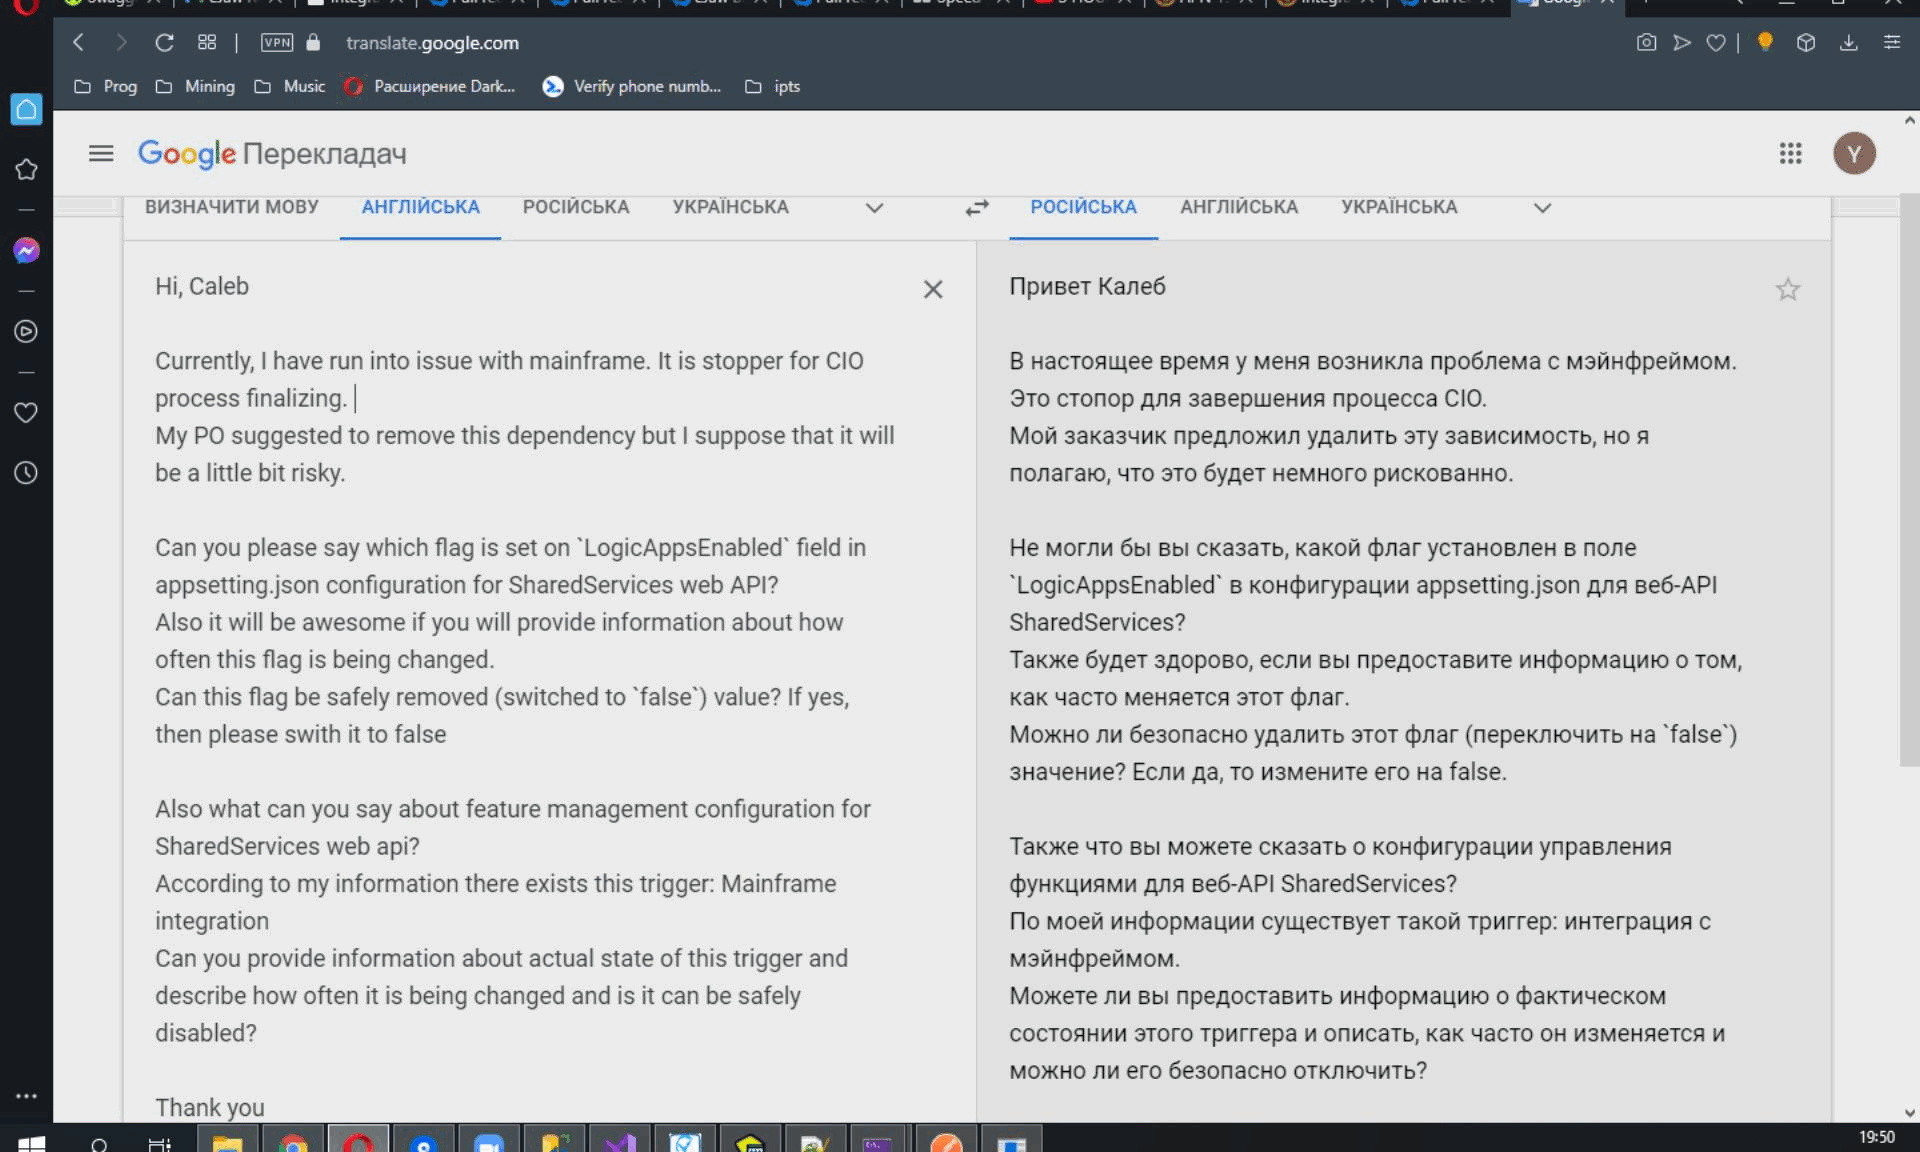 VPN
translate.google.com
Prog
Mining
Music
Расширение Dark...
Verify phone numb...
ipts
Google Перекладач
Y
ВИЗНАЧИТИ МОВУ
АНГЛІЙСЬКА
РОСІЙСЬКА
УКРАЇНСЬКА
РОСІЙСЬКА
АНГЛІЙСЬКА
УКРАЇНСЬКА
Hi, Caleb
Currently, I have run into issue with mainframe. It is stopper for CIO
process finalizing.
My PO suggested to remove this dependency but I suppose that it will
be a little bit risky.
Can you please say which flag is set on `LogicAppsEnabled` field in
appsetting.json configuration for SharedServices web API?
Also it will be awesome if you will provide information about how
often this flag is being changed.
Can this flag be safely removed (switched to `false`) value? If yes,
then please swith it to false
Also what can you say about feature management configuration for
SharedServices web api?
According to my information there exists this trigger: Mainframe
integration
Can you provide information about actual state of this trigger and
describe how often it is being changed and is it can be safely
disabled?
Thank you
Привет Калеб
В настоящее время у меня возникла проблема с мэйнфреймом.
Это стопор для завершения процесса CIO.
Мой заказчик предложил удалить эту зависимость, но я
полагаю, что это будет немного рискованно.
Не могли бы вы сказать, какой флаг установлен в поле
`LogicAppsEnabled` в конфигурации appsetting.json для веб-API
SharedServices?
Также будет здорово, если вы предоставите информацию о том,
как часто меняется этот флаг.
Можно ли безопасно удалить этот флаг (переключить на `false`)
значение? Если да, то измените его на false.
Также что вы можете сказать о конфигурации управления
функциями для веб-API SharedServices?
По моей информации существует такой триггер: интеграция с
мэйнфреймом.
Можете ли вы предоставить информацию о фактическом
состоянии этого триггера и описать, как часто он изменяется и
можно ли его безопасно отключить?
19:50